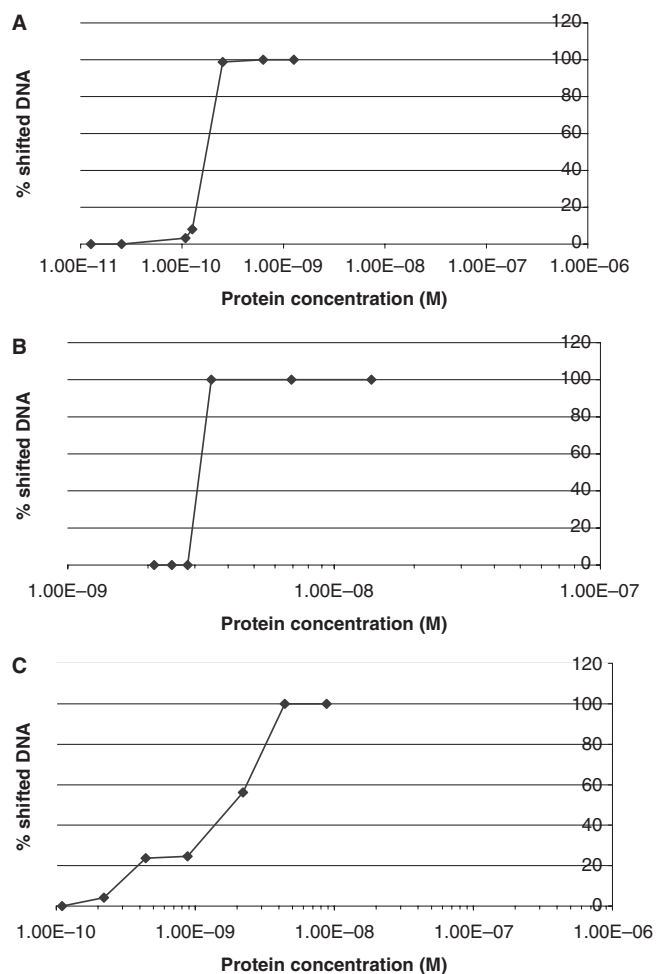 A
% shifted DNA
120
100
80
60
40
20
0
1.00E–11 1.00E–10 1.00E–09 1.00E–08 1.00E–07 1.00E–06
Protein concentration (M)
B
% shifted DNA
120
100
80
60
40
20
0
1.00E–09 1.00E–08 1.00E–07
Protein concentration (M)
C
% shifted DNA
120
100
80
60
40
20
0
1.00E–10 1.00E–09 1.00E–08 1.00E–07 1.00E–06
Protein concentration (M)